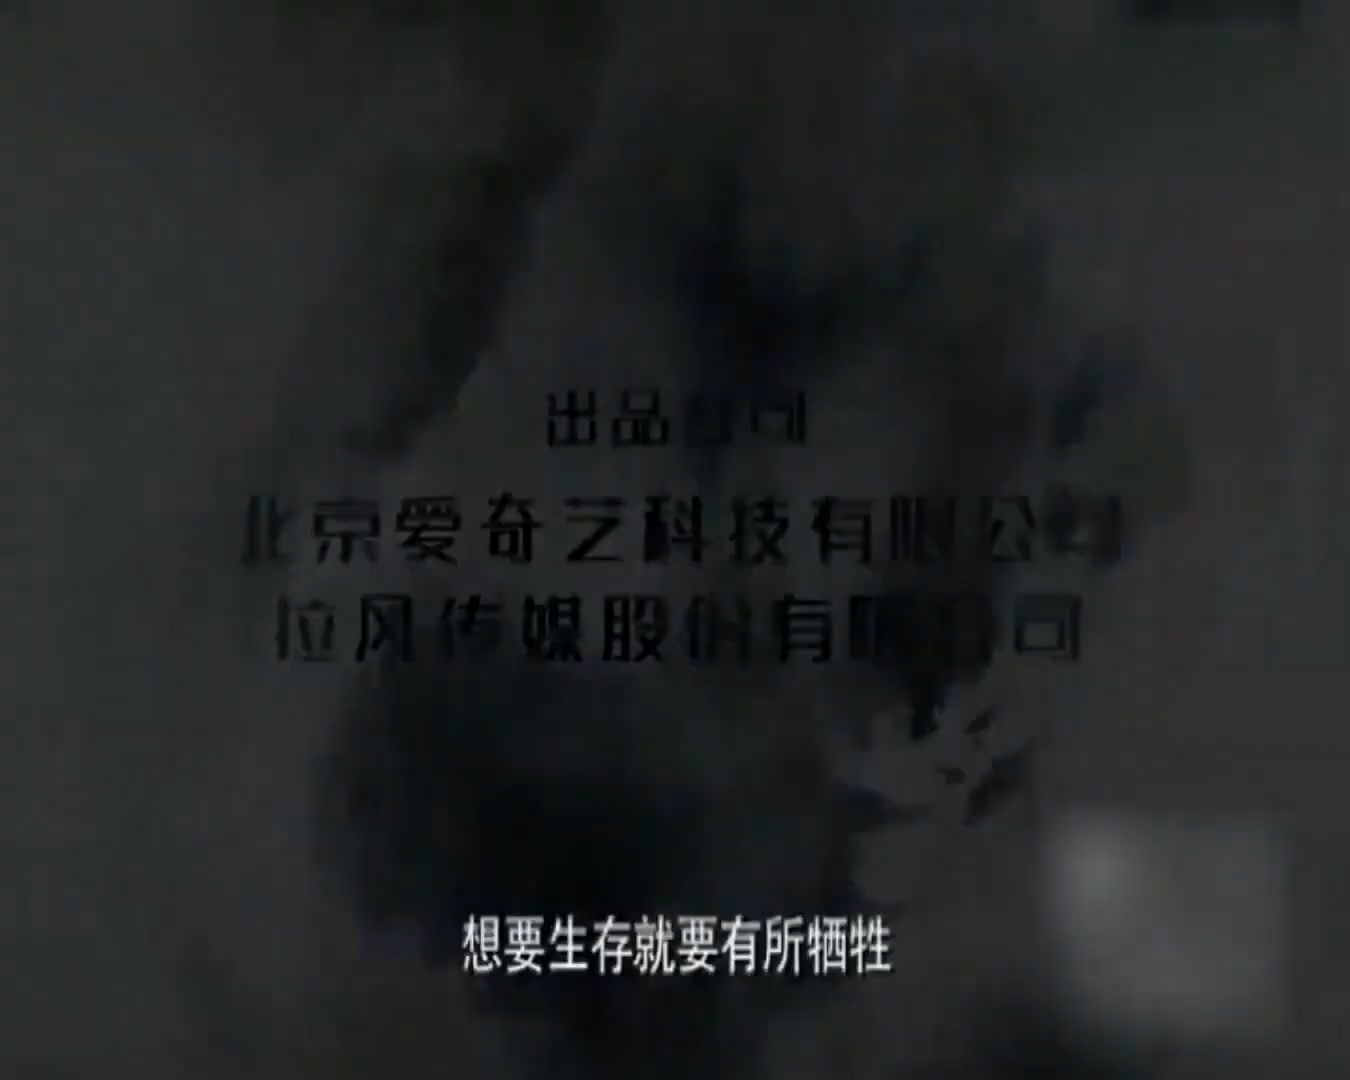 出品公司
北京爱奇艺科技有限公司
拉风传媒股份有限公司
想要生存就要有所牺牲